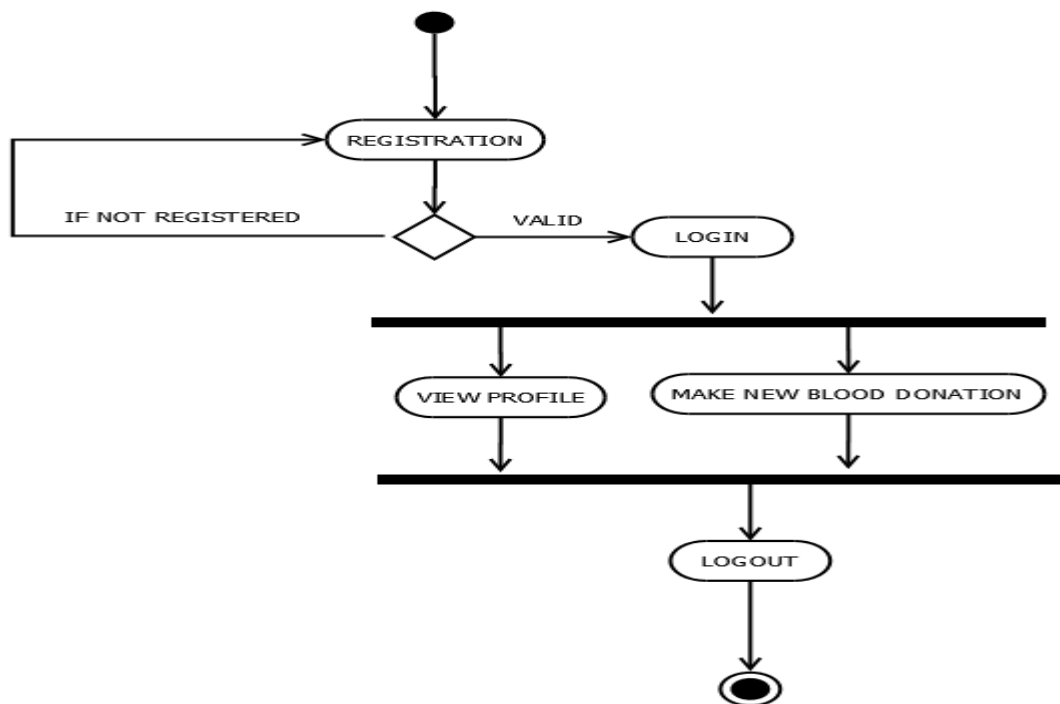 REGISTRATION
IF NOT REGISTERED
VALID
LOGIN
VIEW PROFILE
MAKE NEW BLOOD DONATION
LOGOUT